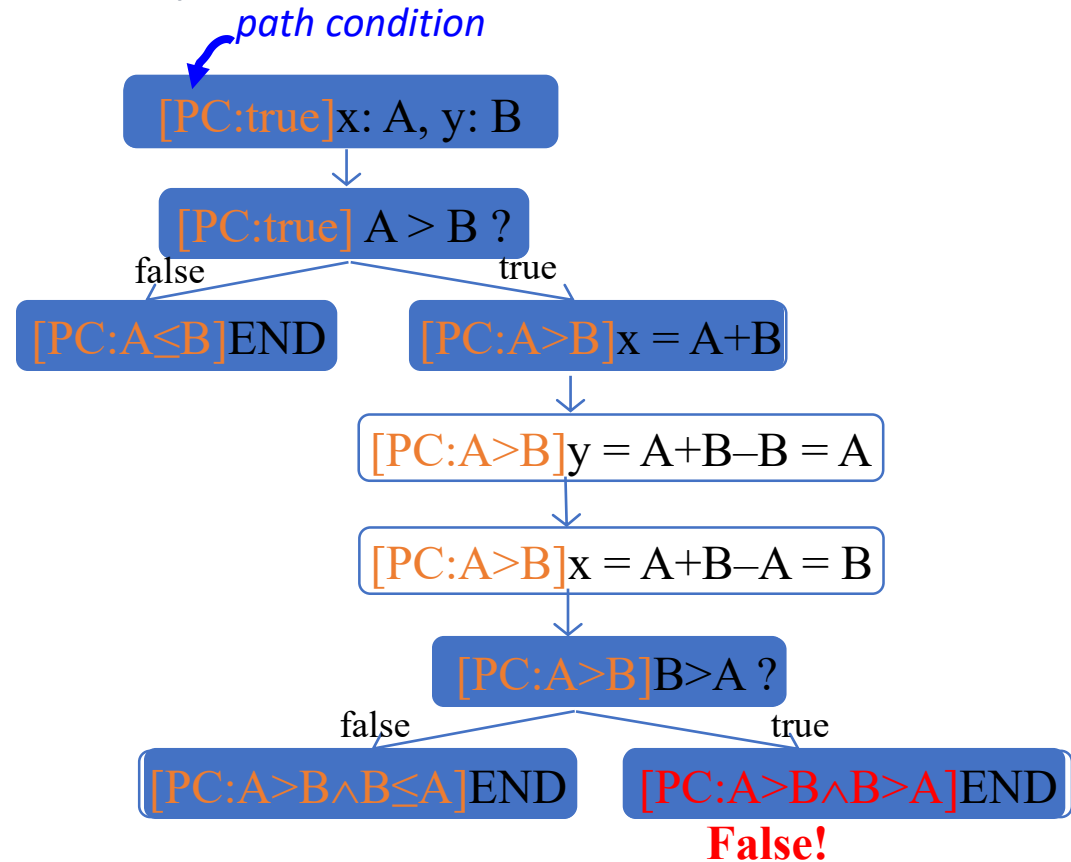 path condition
[PC:true]x: A, y: B
[PC:true] A > B ?
false
true
[PC:A≤B]END
[PC:A>B]x = A+B
[PC:A>B]y = A+B–B = A
[PC:A>B]x = A+B–A = B
[PC:A>B]B>A ?
false
true
[PC:A>B∧B≤A]END
[PC:A>B∧B>A]END
False!